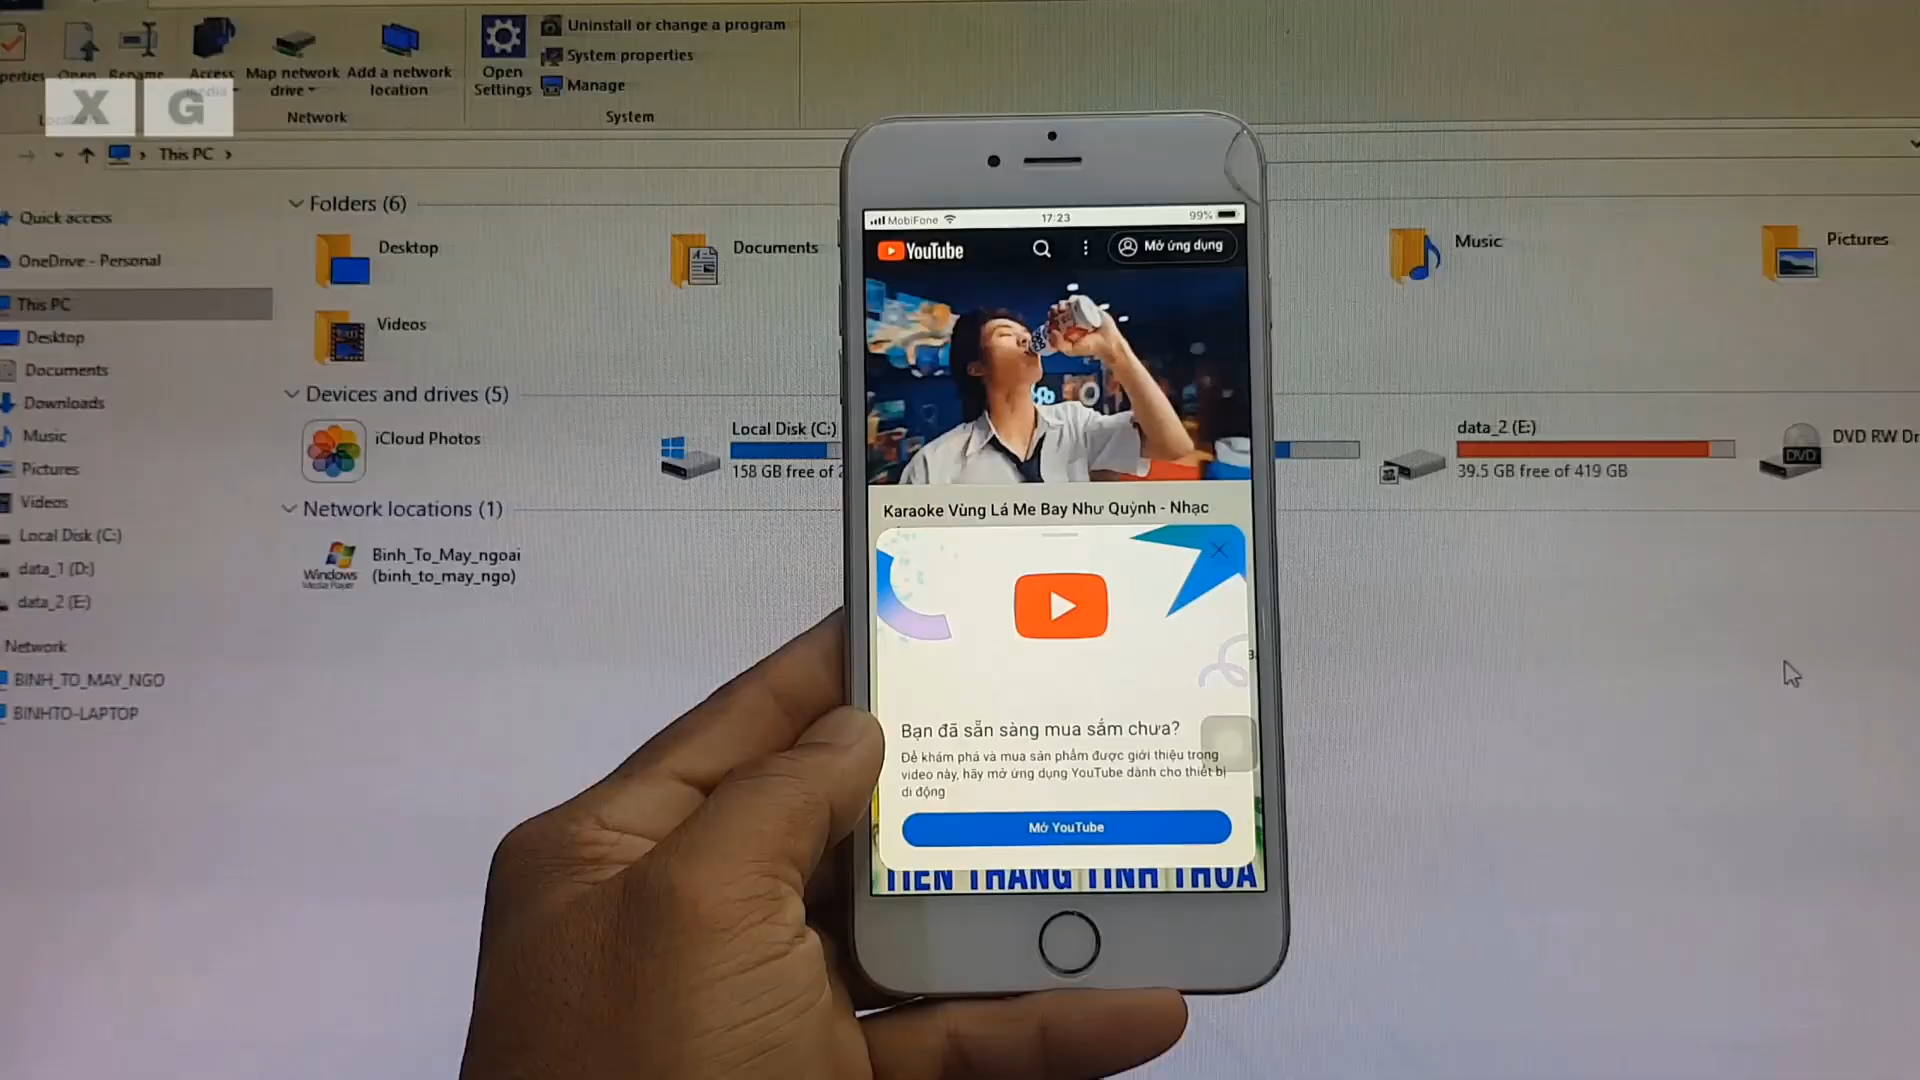 Uninstall or change a program
System properties
Manage
Open
Rename
Access
media
Map network
drive
Add a network
location
Open
Settings
Network
System
X G
This PC
Quick access
OneDrive - Personal
This PC
Desktop
Documents
Downloads
Music
Pictures
Videos
Local Disk (C:)
data_1 (D:)
data_2 (E:)
Network
BINH_TO_MAY_NGO
BINHTO-LAPTOP
Folders (6)
Desktop
Documents
Music
Pictures
Videos
Devices and drives (5)
iCloud Photos
Local Disk (C:)
158 GB free of
data_2 (E:)
39.5 GB free of 419 GB
DVD RW
DVD
Network locations (1)
Binh_To_May_ngoai
(binh_to_may_ngo)
Windows
Media Player
MobiFone
17:23
99%
YouTube
Mở ứng dụng
Karaoke Vùng Lá Me Bay Như Quỳnh - Nhạc
Bạn đã sẵn sàng mua sắm chưa?
Để khám phá và mua sản phẩm được giới thiệu trong
video này, hãy mở ứng dụng YouTube dành cho thiết bị
di động
Mở YouTube